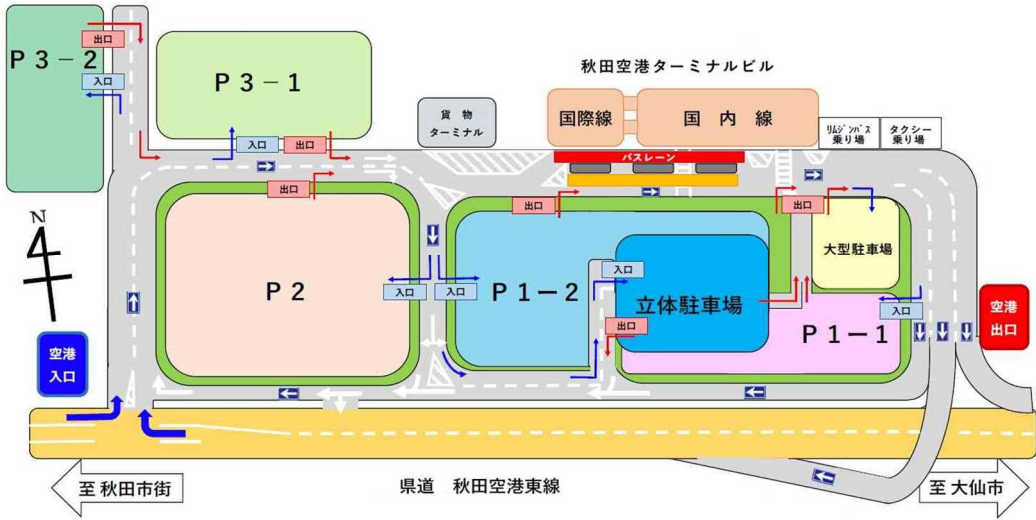 出口
P3-2
入口
P3-1
入口
出口
貨物
ターミナル
秋田空港ターミナルビル
国際線
国内線
バスレーン
リムジンバス
乗り場
タクシー
乗り場
出口
出口
出口
P2
入口
入口
P1-2
入口
立体駐車場
出口
大型駐車場
P1-1
入口
N
空港
入口
空港
出口
至 秋田市街
県道 秋田空港東線
至 大仙市